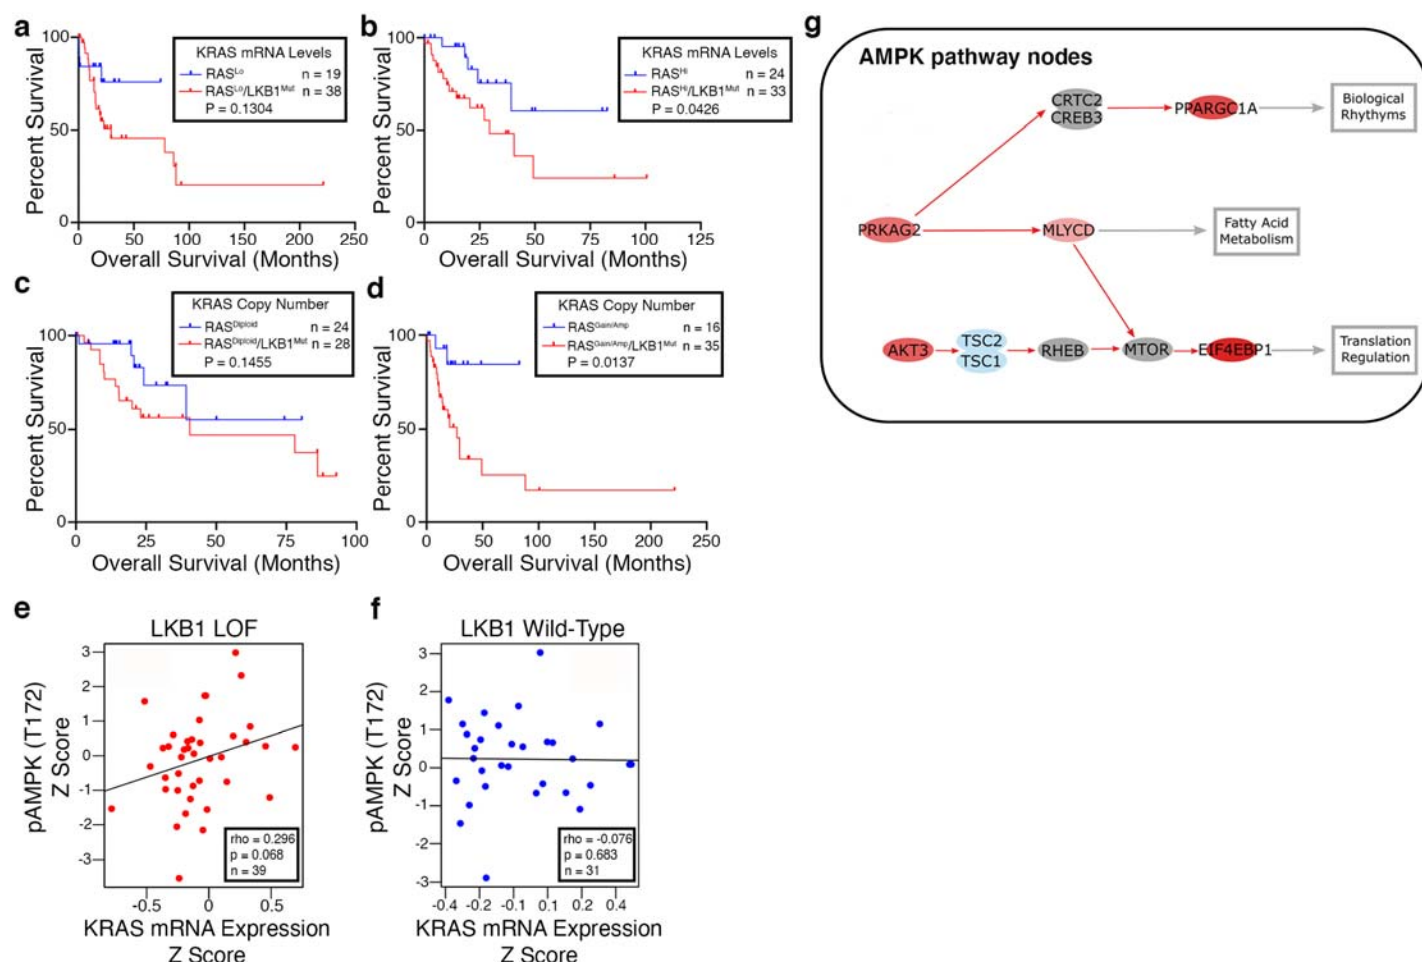 a
100
50
0
Percent Survival
KRAS mRNA Levels
RASLo n = 19
RASLo/LKB1Mut n = 38
P = 0.1304
0 50 100 150 200 250
Overall Survival (Months)
b
100
50
0
Percent Survival
KRAS mRNA Levels
RASHi n = 24
RASHi/LKB1Mut n = 33
P = 0.0426
0 25 50 75 100 125
Overall Survival (Months)
c
100
50
0
Percent Survival
KRAS Copy Number
RASDiploid n = 24
RASDiploid/LKB1Mut n = 28
P = 0.1455
0 25 50 75 100
Overall Survival (Months)
d
100
50
0
Percent Survival
KRAS Copy Number
RASGain/Amp n = 16
RASGain/Amp/LKB1Mut n = 35
P = 0.0137
0 50 100 150 200 250
Overall Survival (Months)
e
LKB1 LOF
3
2
1
0
-1
-2
-3
pAMPK (T172)
Z Score
rho = 0.296
p = 0.068
n = 39
-0.5 0 0.5
KRAS mRNA Expression
Z Score
f
LKB1 Wild-Type
3
2
1
0
-1
-2
-3
pAMPK (T172)
Z Score
rho = -0.076
p = 0.683
n = 31
-0.4 -0.2 -0.1 0.1 0.2 0.4
KRAS mRNA Expression
Z Score
g
AMPK pathway nodes
CRTC2
CREB3
PPARGC1A
Biological
Rhythms
PRKAG2
MLYCD
Fatty Acid
Metabolism
AKT3
TSC2
TSC1
RHEB
MTOR
EIF4EBP1
Translation
Regulation